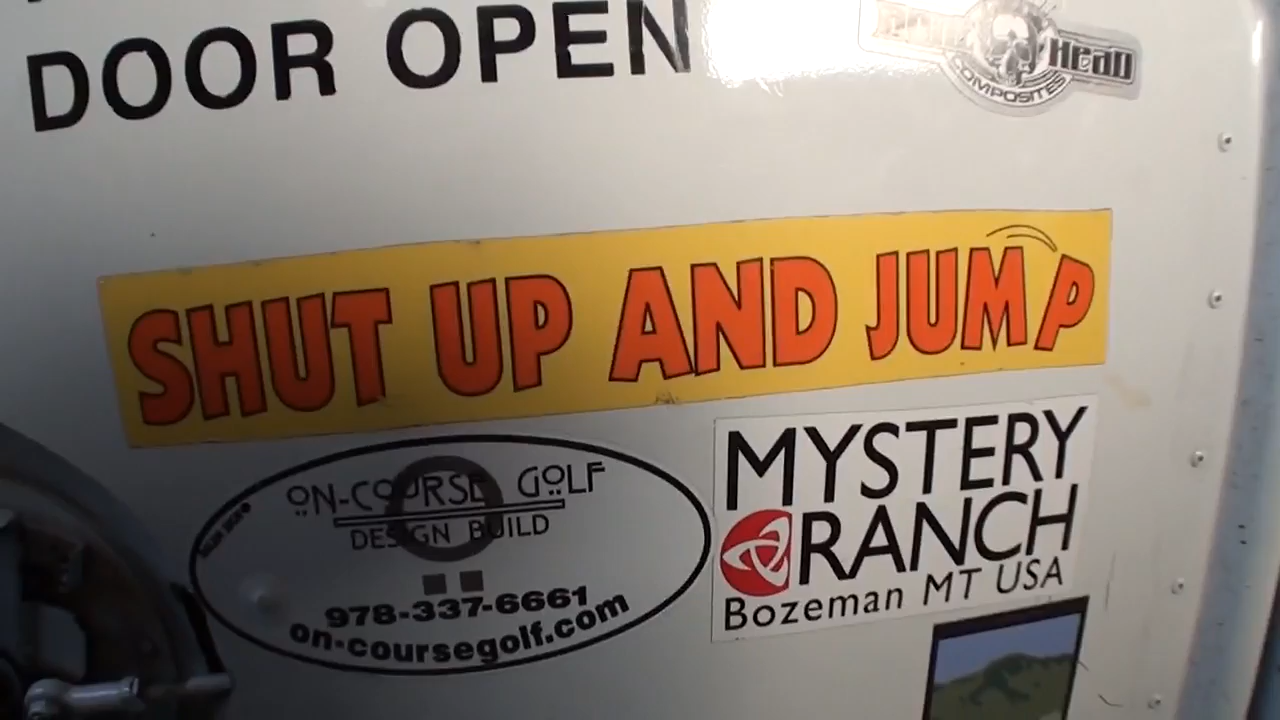 DOOR OPEN
HeaD
COMPOSITES
SHUT UP AND JUMP
ON-COURSE GOLF
DESIGN BUILD
978-337-6661
on-coursegolf.com
MYSTERY
RANCH
Bozeman MT USA